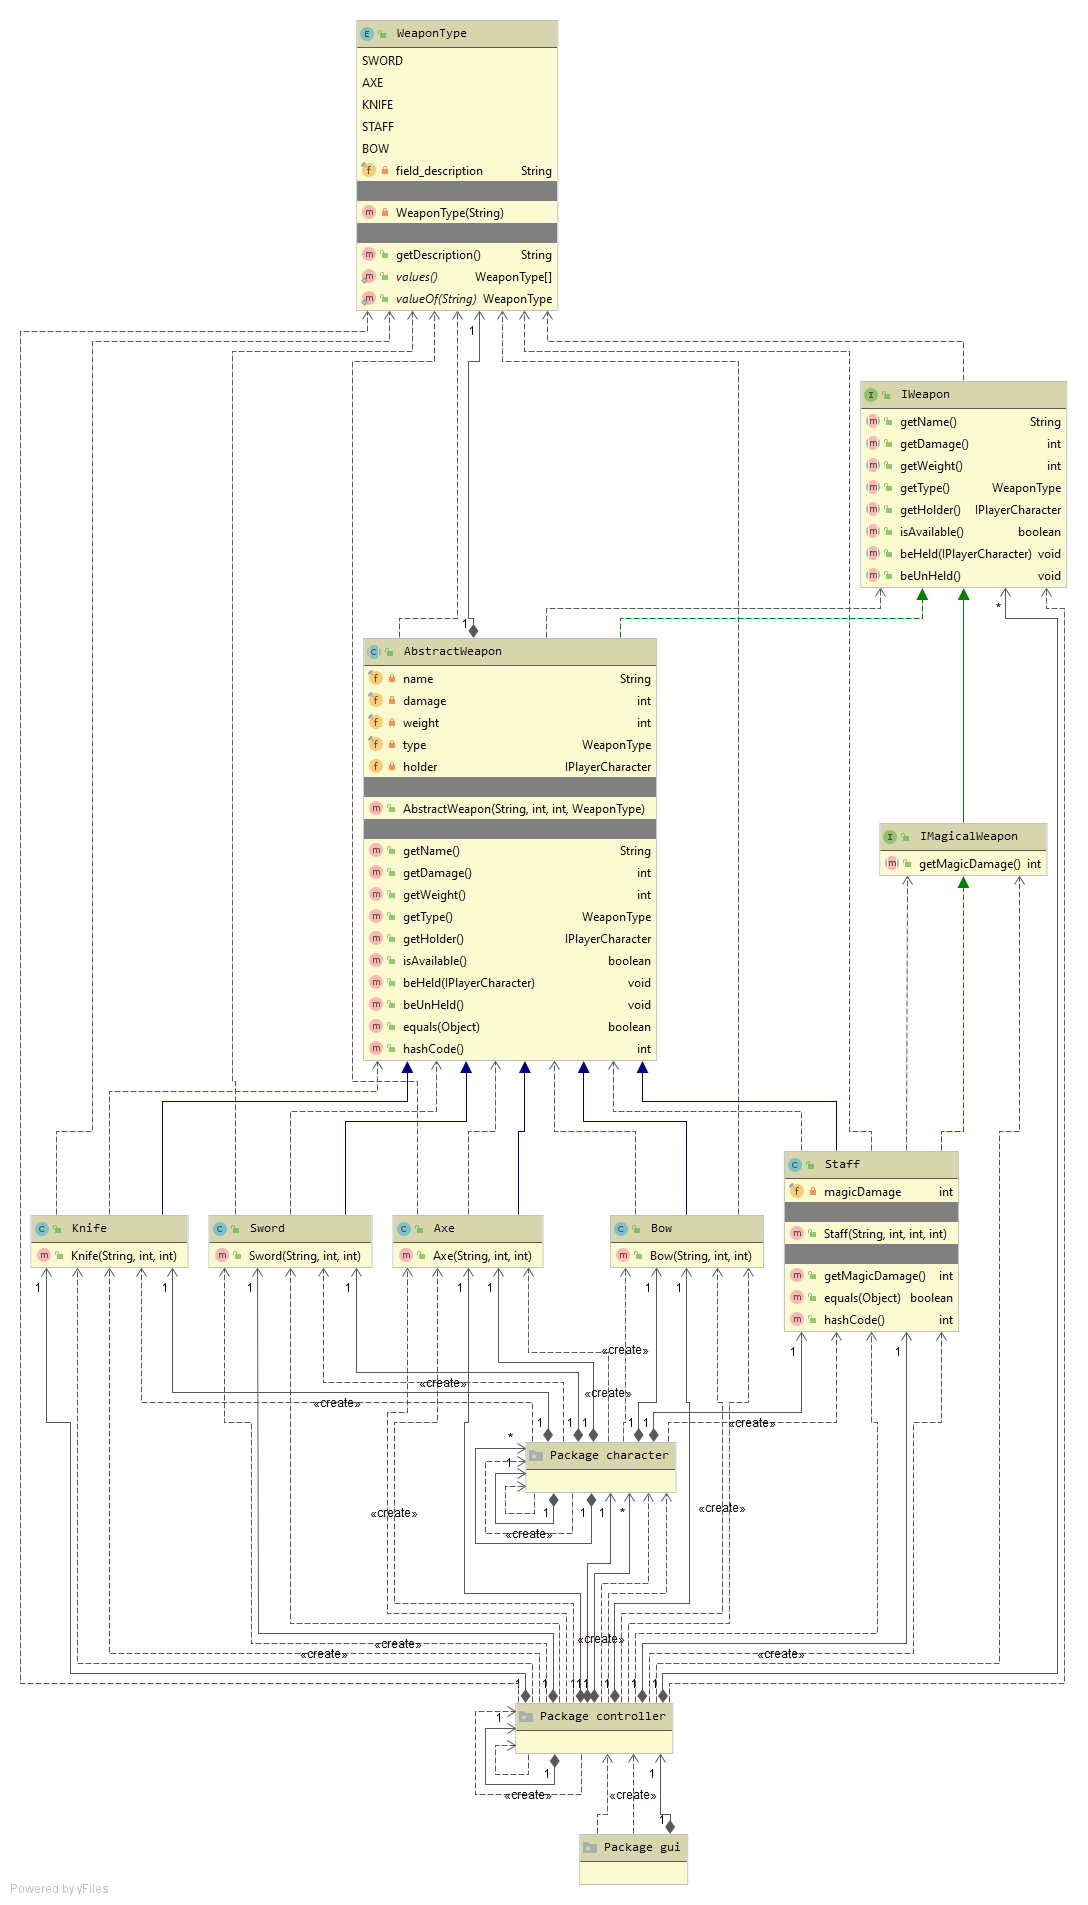 WeaponType
SWORD
AXE
KNIFE
STAFF
BOW
field_description String
WeaponType(String)
getDescription() String
values() WeaponType[]
valueOf(String) WeaponType
1
IWeapon
getName() String
getDamage() int
getWeight() int
getType() WeaponType
getHolder() IPlayerCharacter
isAvailable() boolean
beHeld(IPlayerCharacter) void
beUnHeld() void
*
1
AbstractWeapon
name String
damage int
weight int
type WeaponType
holder IPlayerCharacter
AbstractWeapon(String, int, int, WeaponType)
getName() String
getDamage() int
getWeight() int
getType() WeaponType
getHolder() IPlayerCharacter
isAvailable() boolean
beHeld(IPlayerCharacter) void
beUnHeld() void
equals(Object) boolean
hashCode() int
IMagicalWeapon
getMagicDamage() int
Staff
magicDamage int
Staff(String, int, int, int)
getMagicDamage() int
equals(Object) boolean
hashCode() int
Knife
Knife(String, int, int)
Sword
Sword(String, int, int)
Axe
Axe(String, int, int)
Bow
Bow(String, int, int)
1 1 1 1 1 1 1 1
1 1
«create»
«create»
«create»
«create»
«create»
1 1 1 1 1
*
Package character
1
1 1 1 *
«create»
«create»
«create»
«create»
«create»
«create»
«create»
1 1 1 1 1 1 1 1
Package controller
1
1
1
«create»
«create»
1
Package gui
Powered by yFiles